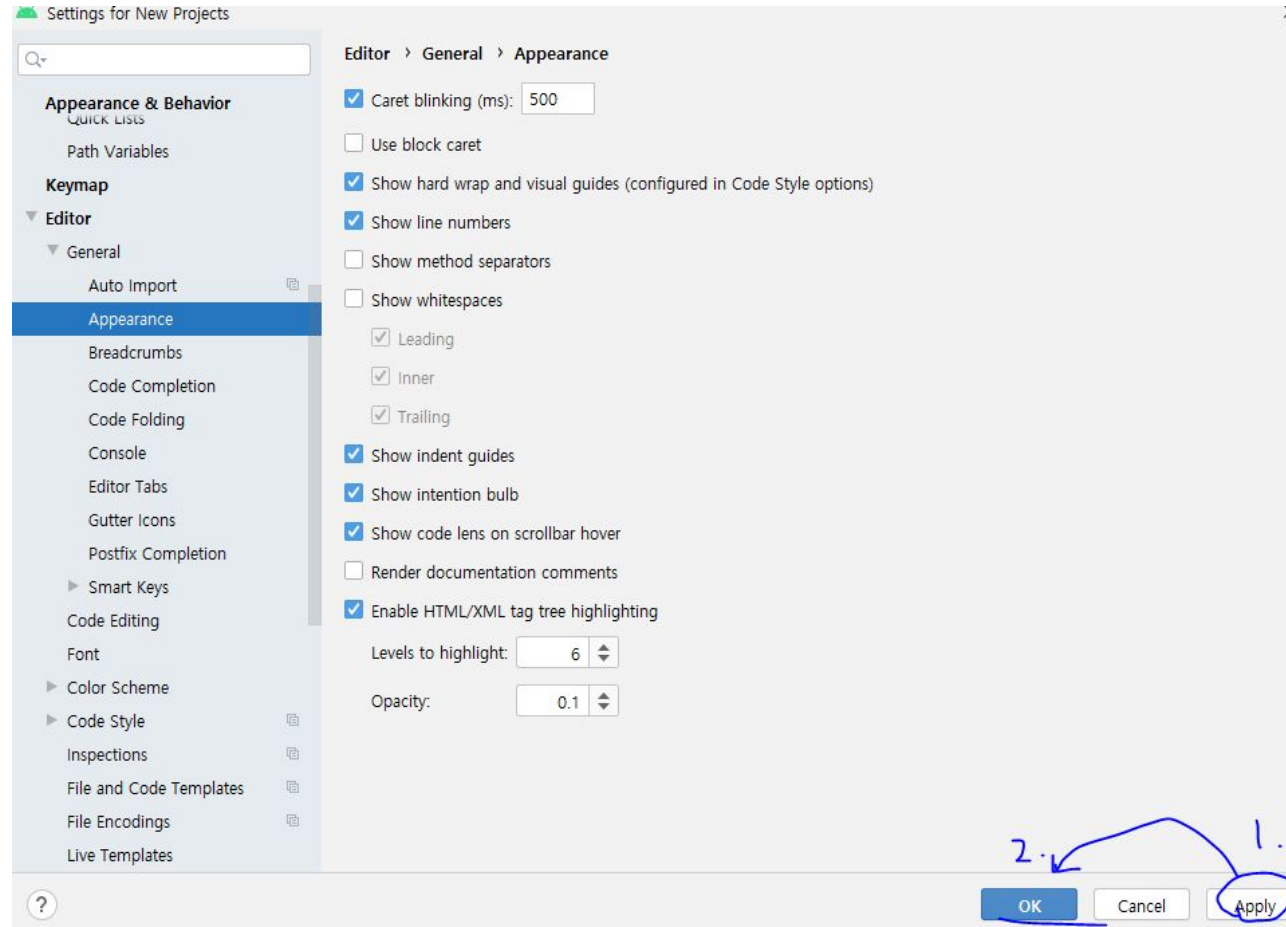 Settings for New Projects
Appearance & Behavior
Quick Lists
Path Variables
Keymap
Editor
General
Auto Import
Appearance
Breadcrumbs
Code Completion
Code Folding
Console
Editor Tabs
Gutter Icons
Postfix Completion
Smart Keys
Code Editing
Font
Color Scheme
Code Style
Inspections
File and Code Templates
File Encodings
Live Templates
?
Editor › General › Appearance
Caret blinking (ms): 500
Use block caret
Show hard wrap and visual guides (configured in Code Style options)
Show line numbers
Show method separators
Show whitespaces
Leading
Inner
Trailing
Show indent guides
Show intention bulb
Show code lens on scrollbar hover
Render documentation comments
Enable HTML/XML tag tree highlighting
Levels to highlight: 6
Opacity: 0.1
2. 1.
OK Cancel Apply